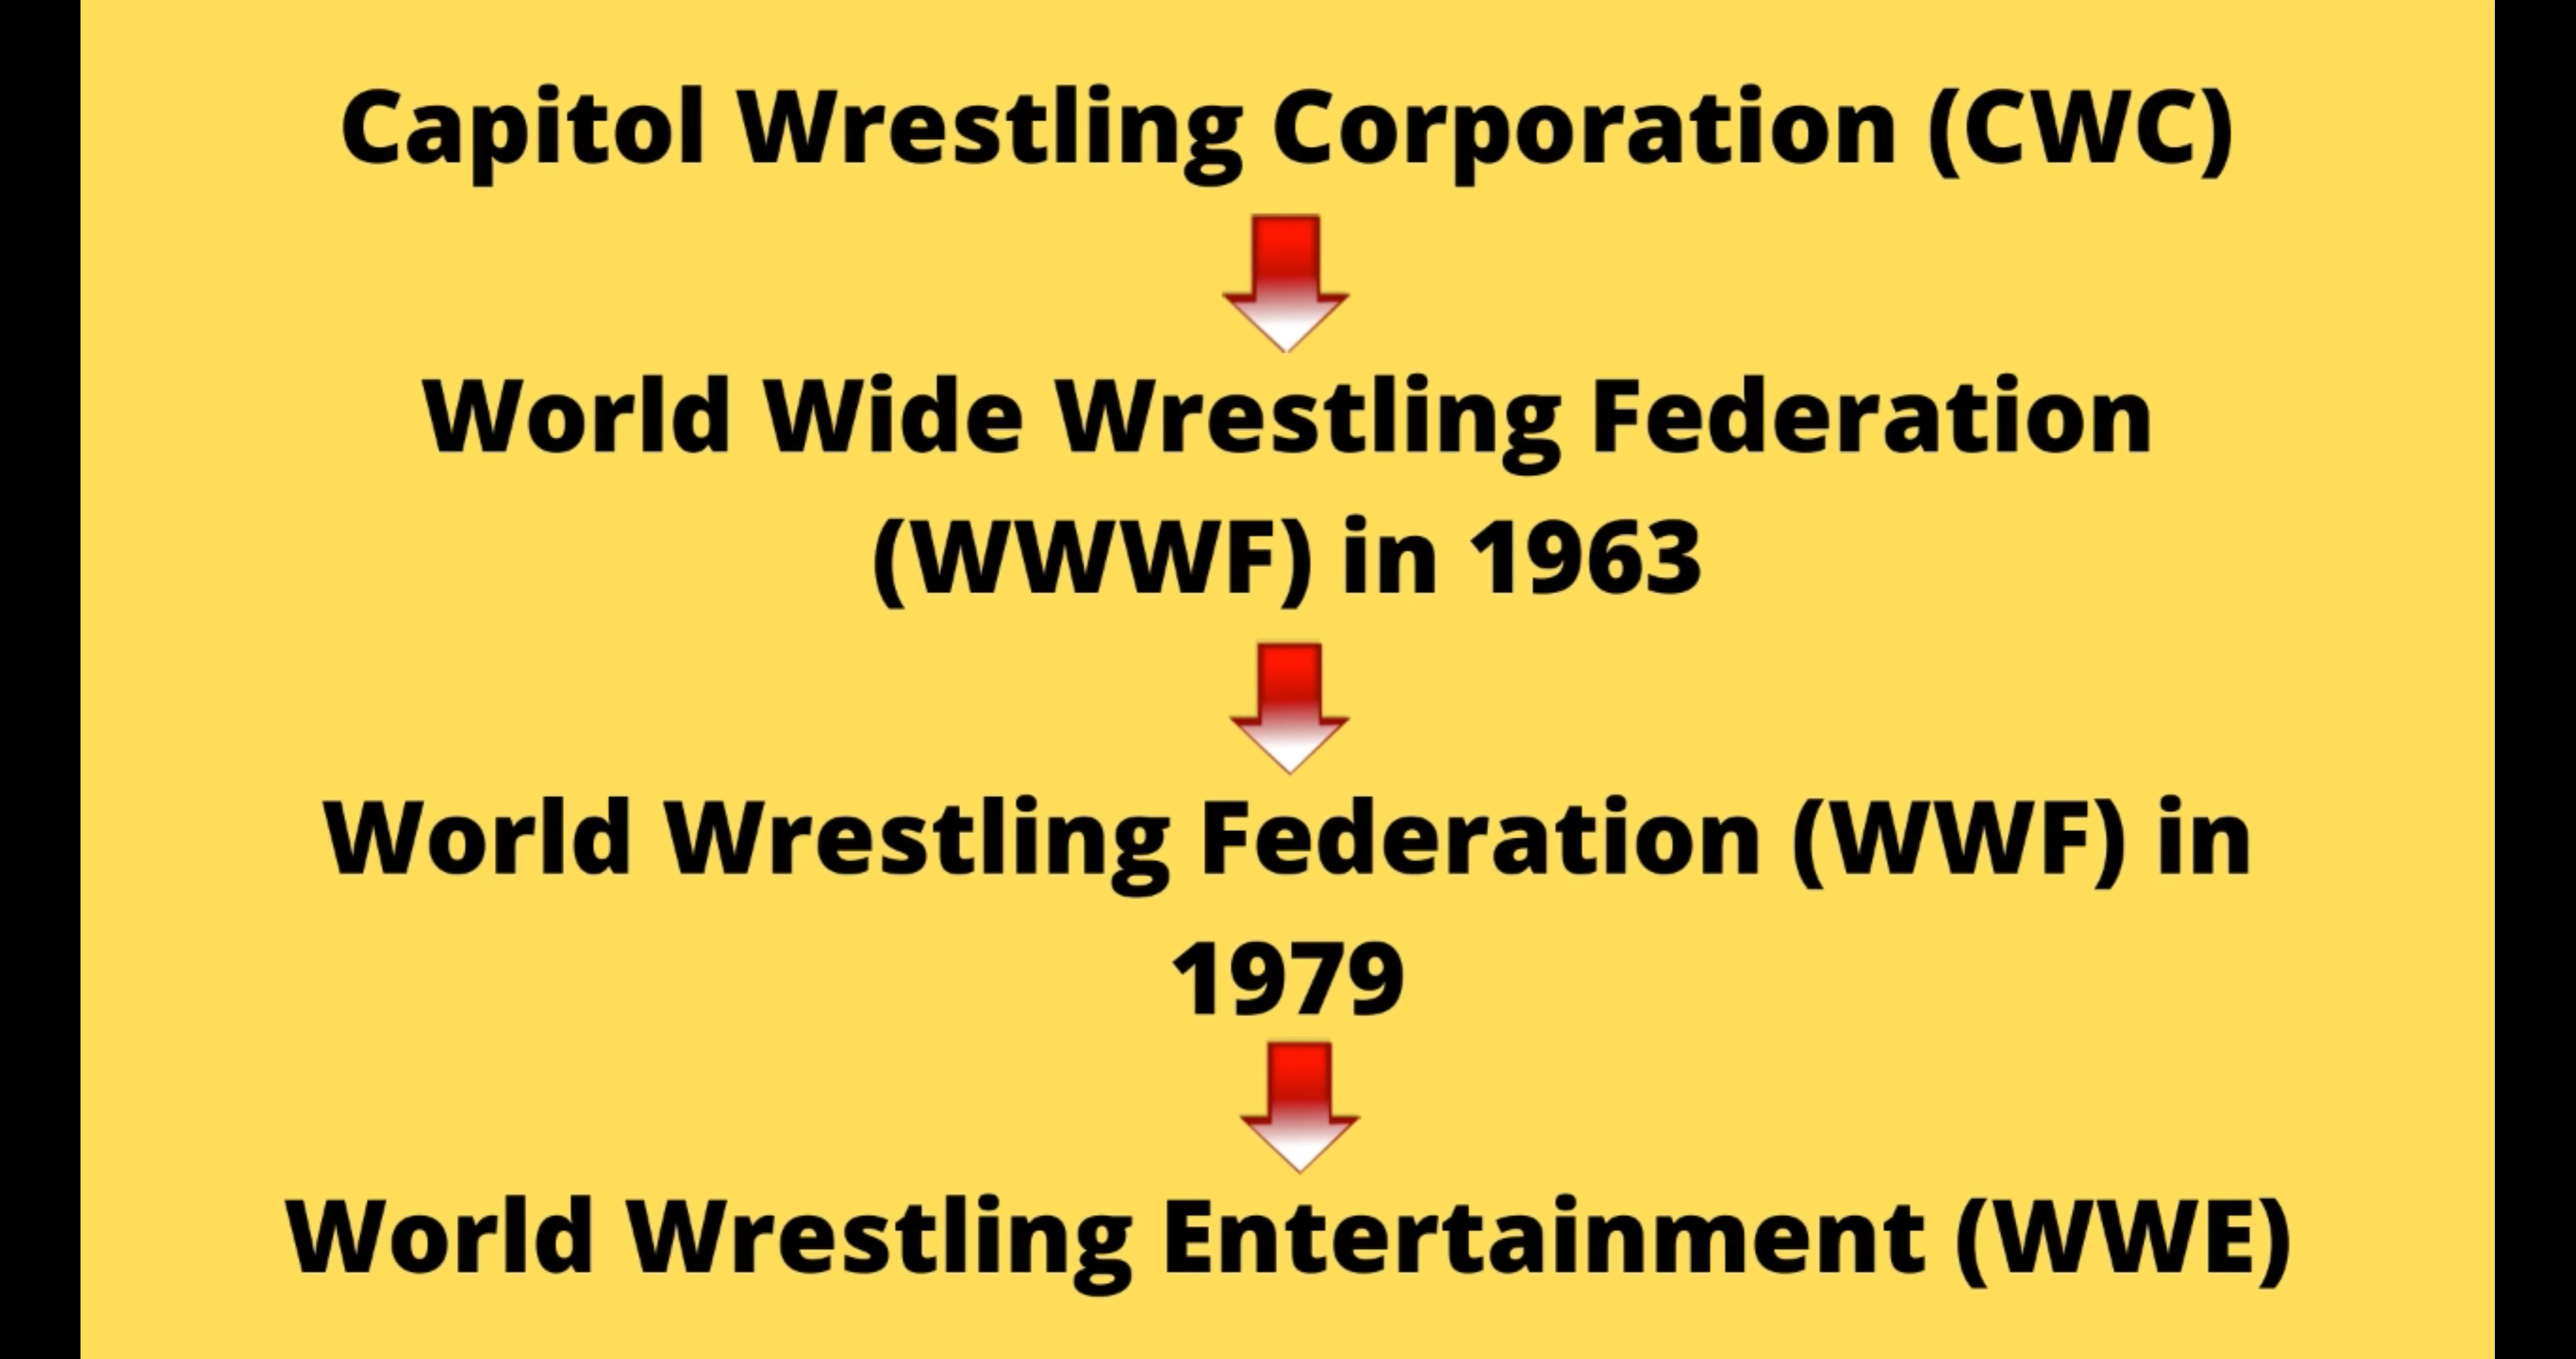 Capitol Wrestling Corporation (CWC)
World Wide Wrestling Federation
(WWWF) in 1963
World Wrestling Federation (WWF) in
1979
World Wrestling Entertainment (WWE)